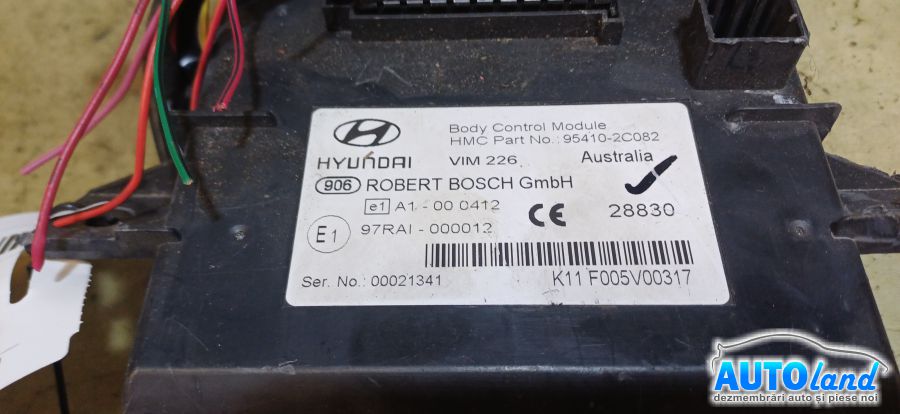 Body Control Module
HMC Part No.:95410-2C082
HYUNDAI VIM 226. Australia
906 ROBERT BOSCH GmbH
e1 A1-00 0412 CE 28830
E1 97RAI-000012
Ser. No.: 00021341 K11 F005V00317
AUTOland
dezmembrări auto și piese noi